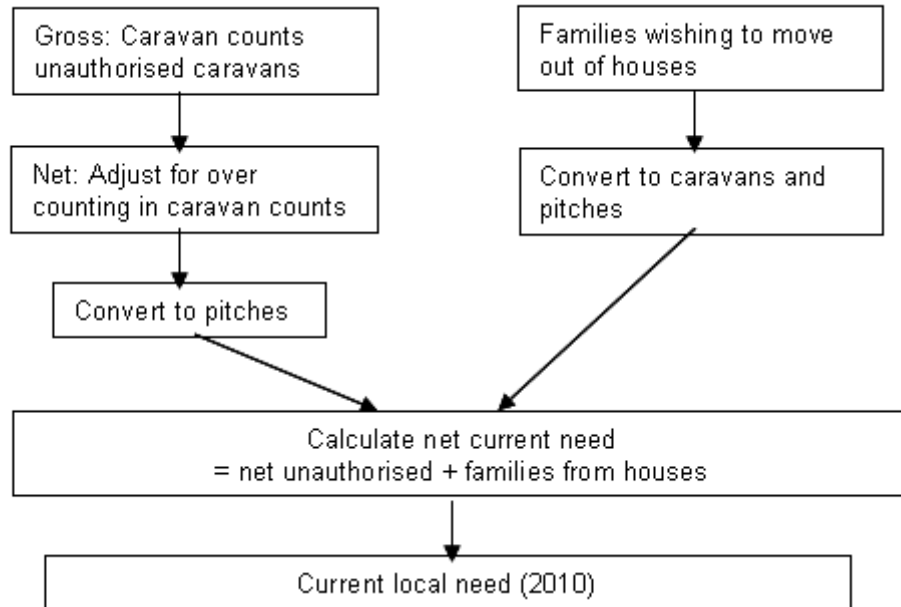 Gross: Caravan counts
unauthorised caravans
Families wishing to move
out of houses
Net: Adjust for over
counting in caravan counts
Convert to caravans and
pitches
Convert to pitches
Calculate net current need
= net unauthorised + families from houses
Current local need (2010)